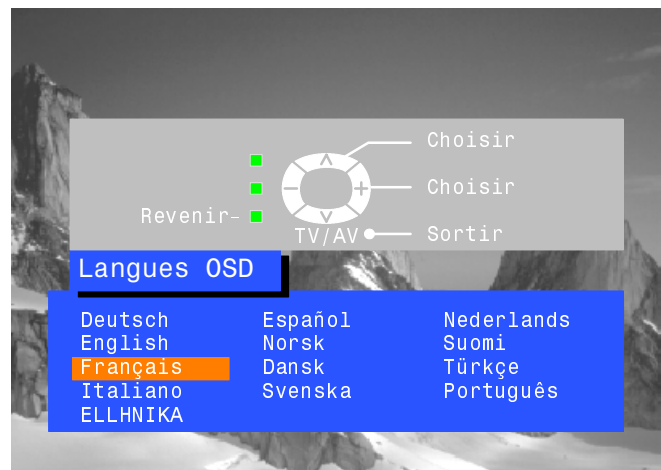 Choisir
Choisir
Revenir-
TV/AV Sortir
Langues OSD
Deutsch Español Nederlands
English Norsk Suomi
Français Dansk Türkçe
Italiano Svenska Português
ELLHNIKA